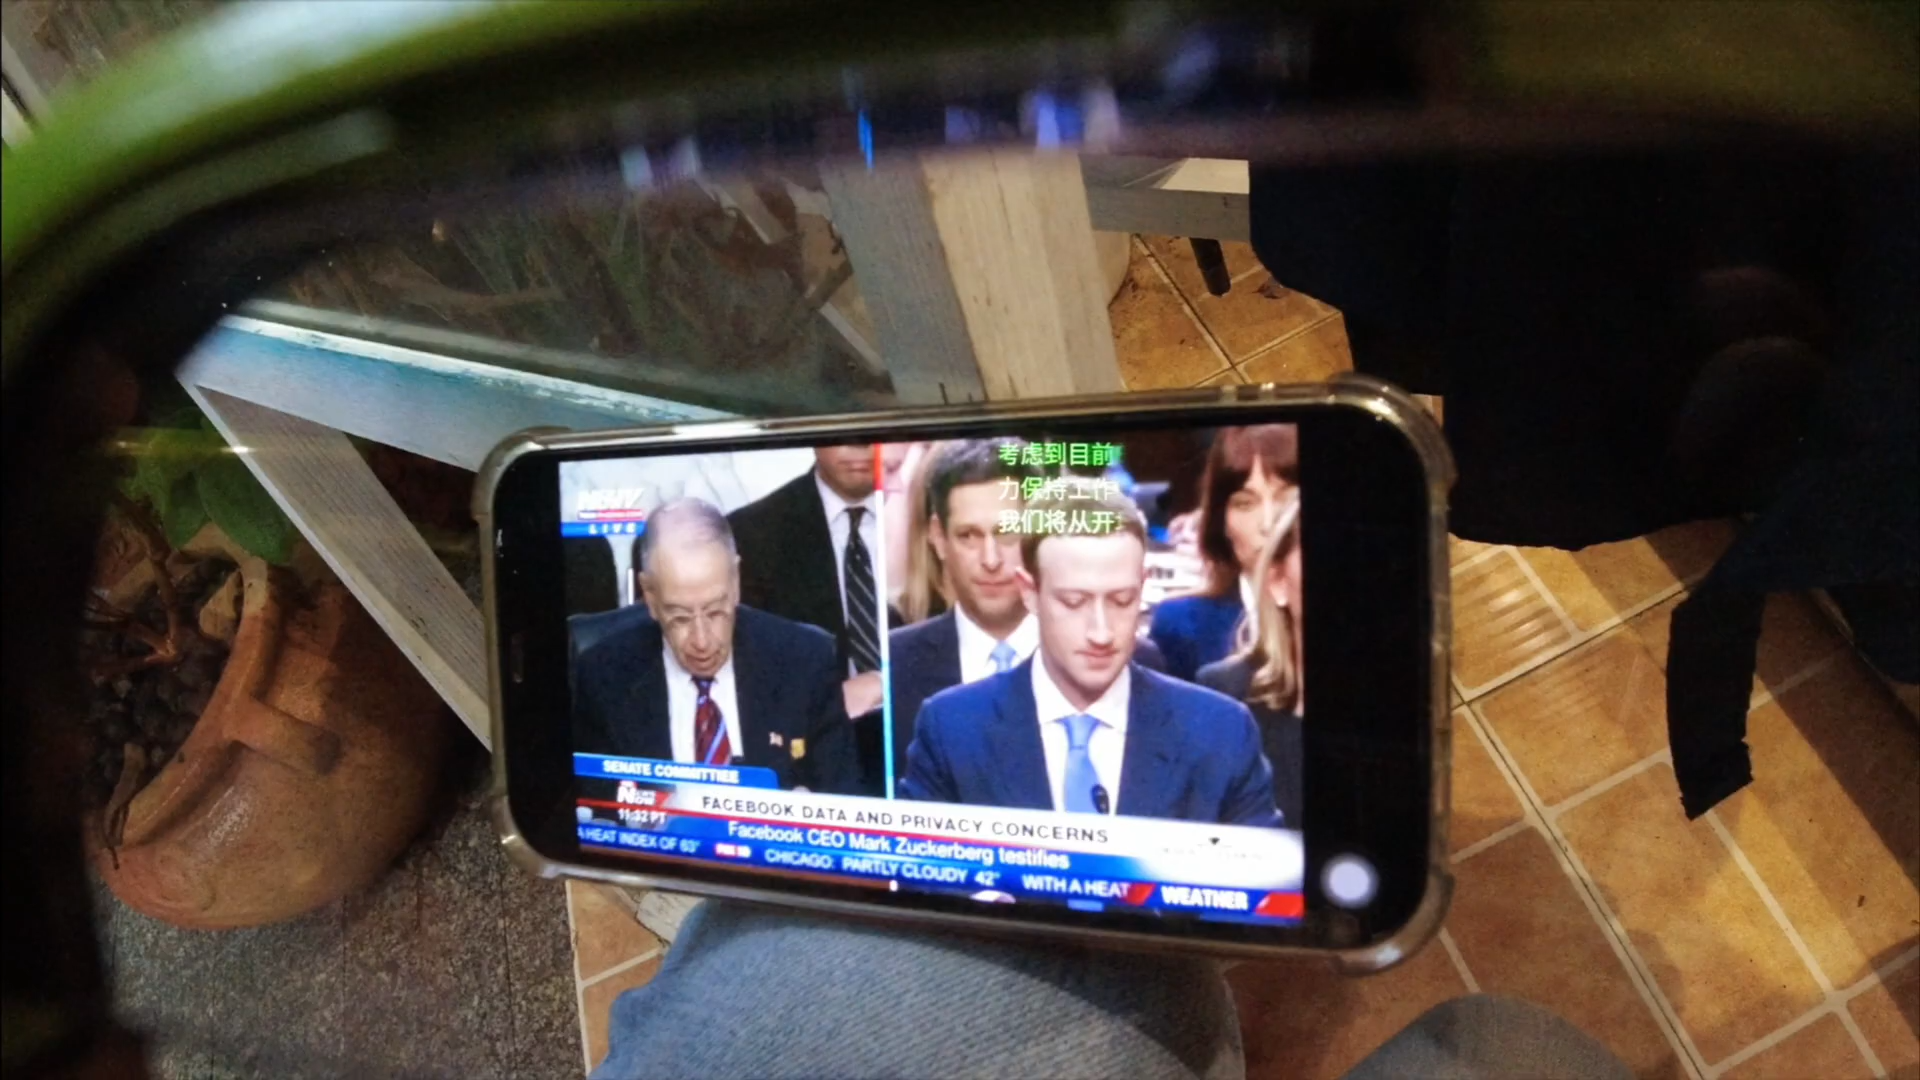 考虑到目前
力保持工作
我们将从开
LIVE
SENATE COMMITTEE
NEWS NOW
11:32 PT
FACEBOOK DATA AND PRIVACY CONCERNS
Facebook CEO Mark Zuckerberg testifies
A HEAT INDEX OF 63° CHICAGO: PARTLY CLOUDY 42° WITH A HEAT WEATHER